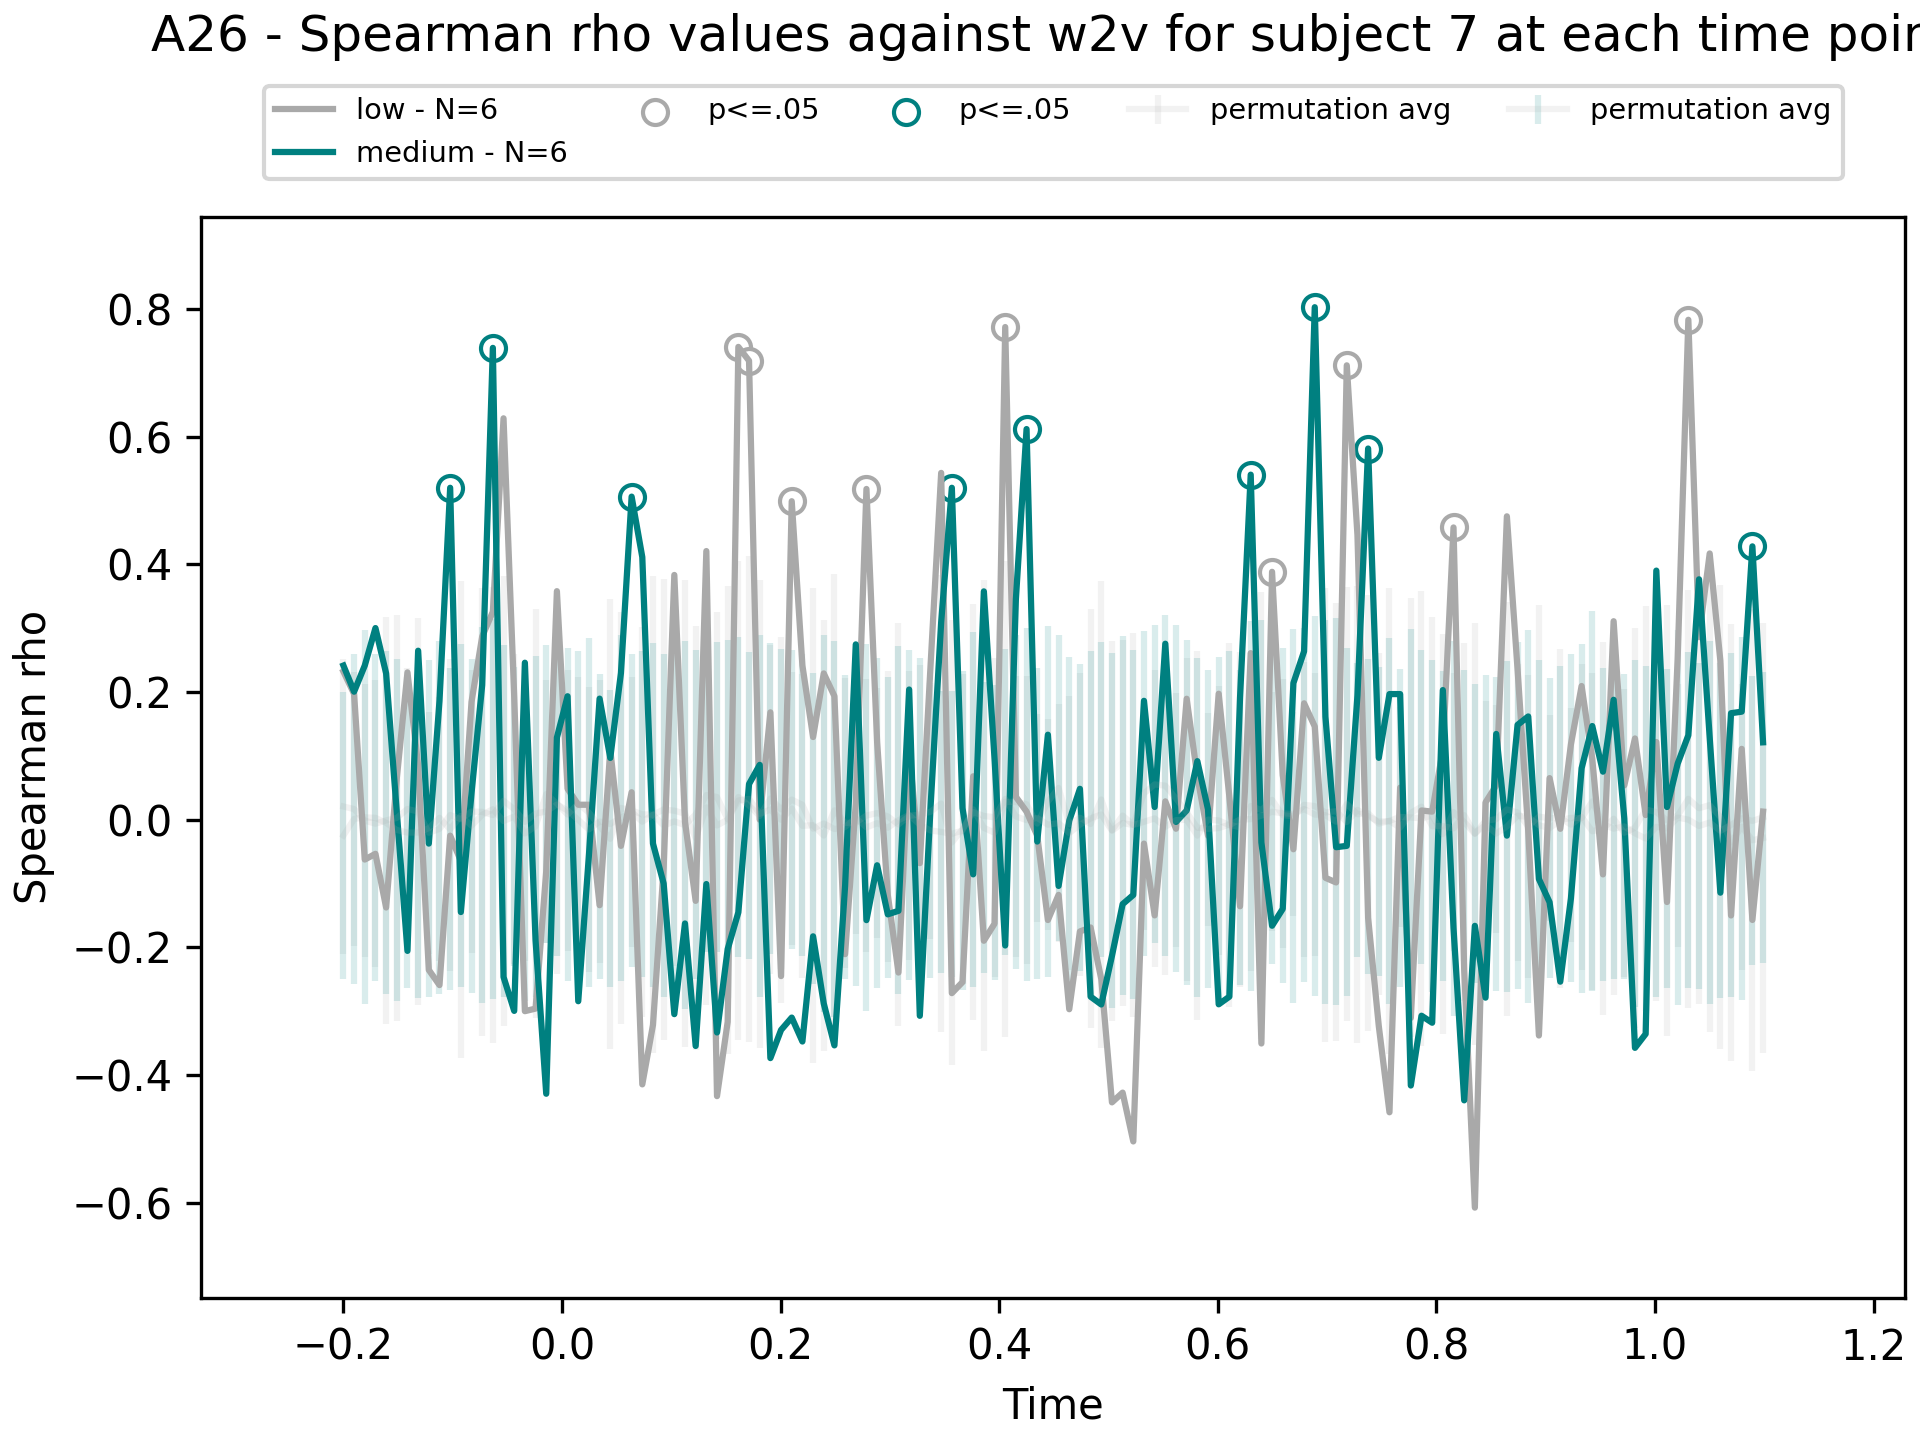 A26 - Spearman rho values against w2v for subject 7 at each time poin
low - N=6 p<=.05 p<=.05 permutation avg permutation avg
medium - N=6
0.8
0.6
0.4
0.2
0.0
−0.2
−0.4
−0.6
Spearman rho
−0.2 0.0 0.2 0.4 0.6 0.8 1.0 1.2
Time